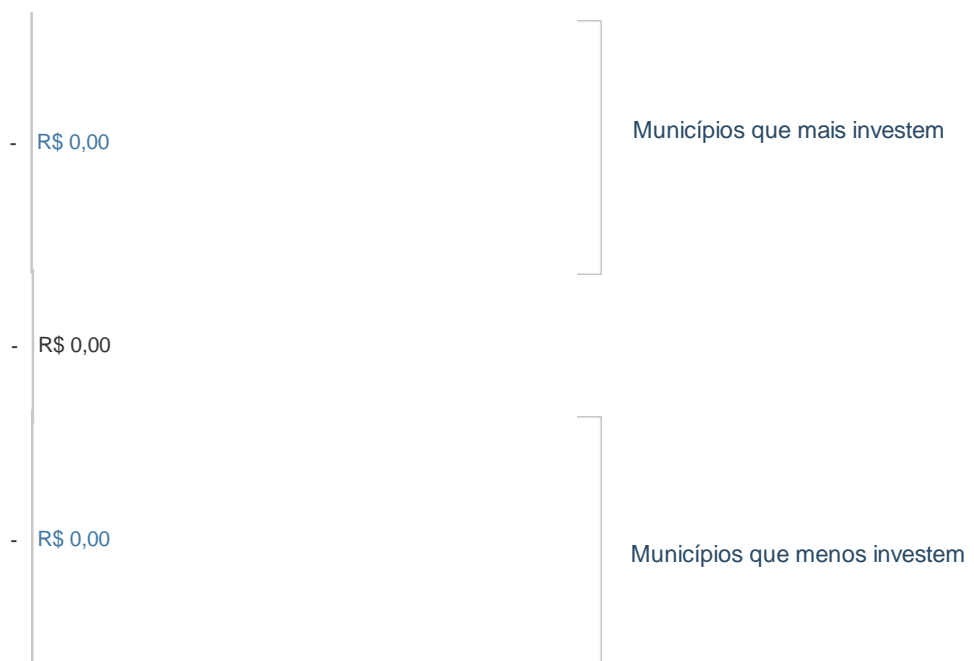 - R$ 0,00
Municípios que mais investem
- R$ 0,00
- R$ 0,00
Municípios que menos investem